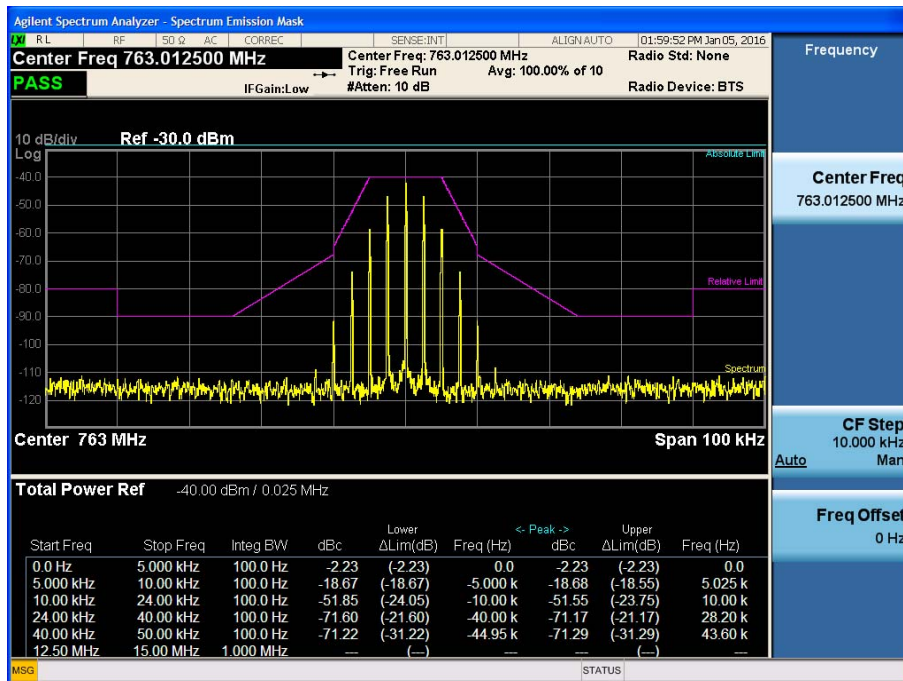 Agilent Spectrum Analyzer - Spectrum Emission Mask
LXI RL RF 50 Ω AC CORREC SENSE:INT ALIGN AUTO 01:59:52 PM Jan 05, 2016
Center Freq 763.012500 MHz Center Freq: 763.012500 MHz Radio Std: None
Trig: Free Run Avg: 100.00% of 10
PASS IFGain:Low #Atten: 10 dB Radio Device: BTS
Frequency
10 dB/div Ref -30.0 dBm
Log
Absolute Limit
-40.0
-50.0
-60.0
-70.0
-80.0
-90.0
-100
-110
-120
Relative Limit
Spectrum
Center 763 MHz Span 100 kHz
Center Freq
763.012500 MHz
CF Step
10.000 kHz
Auto Man
Freq Offset
0 Hz
Total Power Ref -40.00 dBm / 0.025 MHz
Lower <- Peak -> Upper
Start Freq Stop Freq Integ BW dBc ΔLim(dB) Freq (Hz) dBc ΔLim(dB) Freq (Hz)
0.0 Hz 5.000 kHz 100.0 Hz -2.23 (-2.23) 0.0 -2.23 (-2.23) 0.0
5.000 kHz 10.00 kHz 100.0 Hz -18.67 (-18.67) -5.000 k -18.68 (-18.55) 5.025 k
10.00 kHz 24.00 kHz 100.0 Hz -51.85 (-24.05) -10.00 k -51.55 (-23.75) 10.00 k
24.00 kHz 40.00 kHz 100.0 Hz -71.60 (-21.60) -40.00 k -71.17 (-21.17) 28.20 k
40.00 kHz 50.00 kHz 100.0 Hz -71.22 (-31.22) -44.95 k -71.29 (-31.29) 43.60 k
12.50 MHz 15.00 MHz 1.000 MHz --- (---) --- --- (---) ---
MSG STATUS